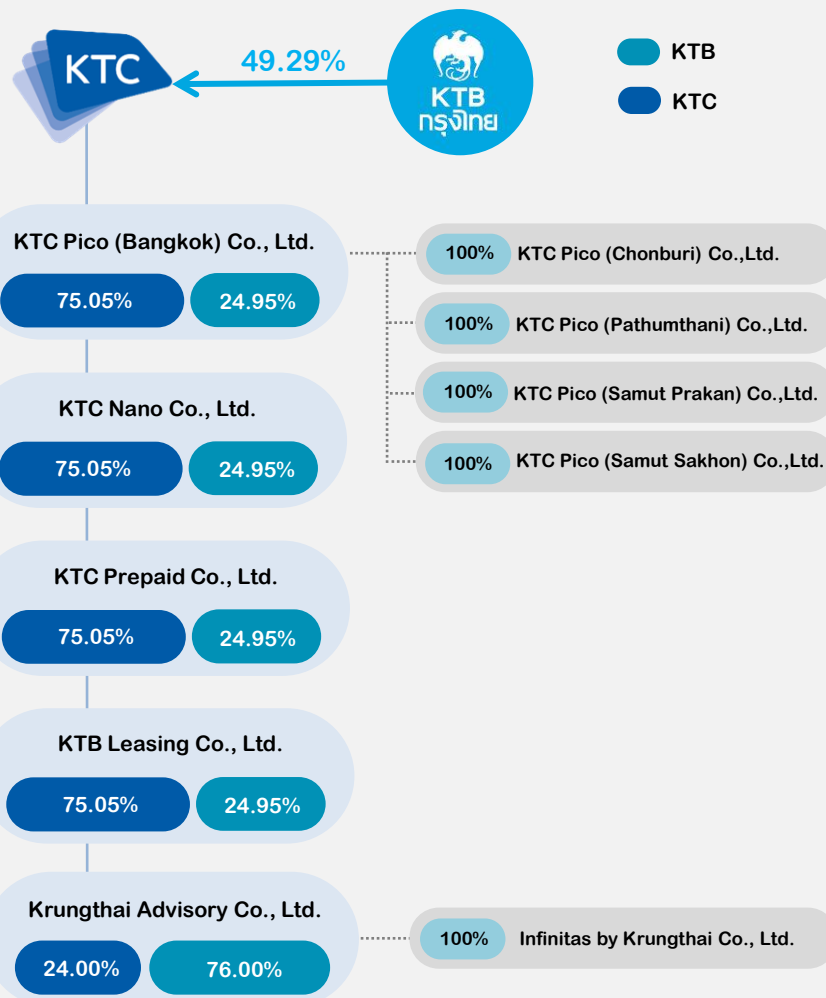 KTC
49.29%
KTB
กรุงไทย
KTB
KTC
KTC Pico (Bangkok) Co., Ltd.
75.05%
24.95%
100%
KTC Pico (Chonburi) Co.,Ltd.
100%
KTC Pico (Pathumthani) Co.,Ltd.
100%
KTC Pico (Samut Prakan) Co.,Ltd.
100%
KTC Pico (Samut Sakhon) Co.,Ltd.
KTC Nano Co., Ltd.
75.05%
24.95%
KTC Prepaid Co., Ltd.
75.05%
24.95%
KTB Leasing Co., Ltd.
75.05%
24.95%
Krungthai Advisory Co., Ltd.
24.00%
76.00%
100%
Infinitas by Krungthai Co., Ltd.